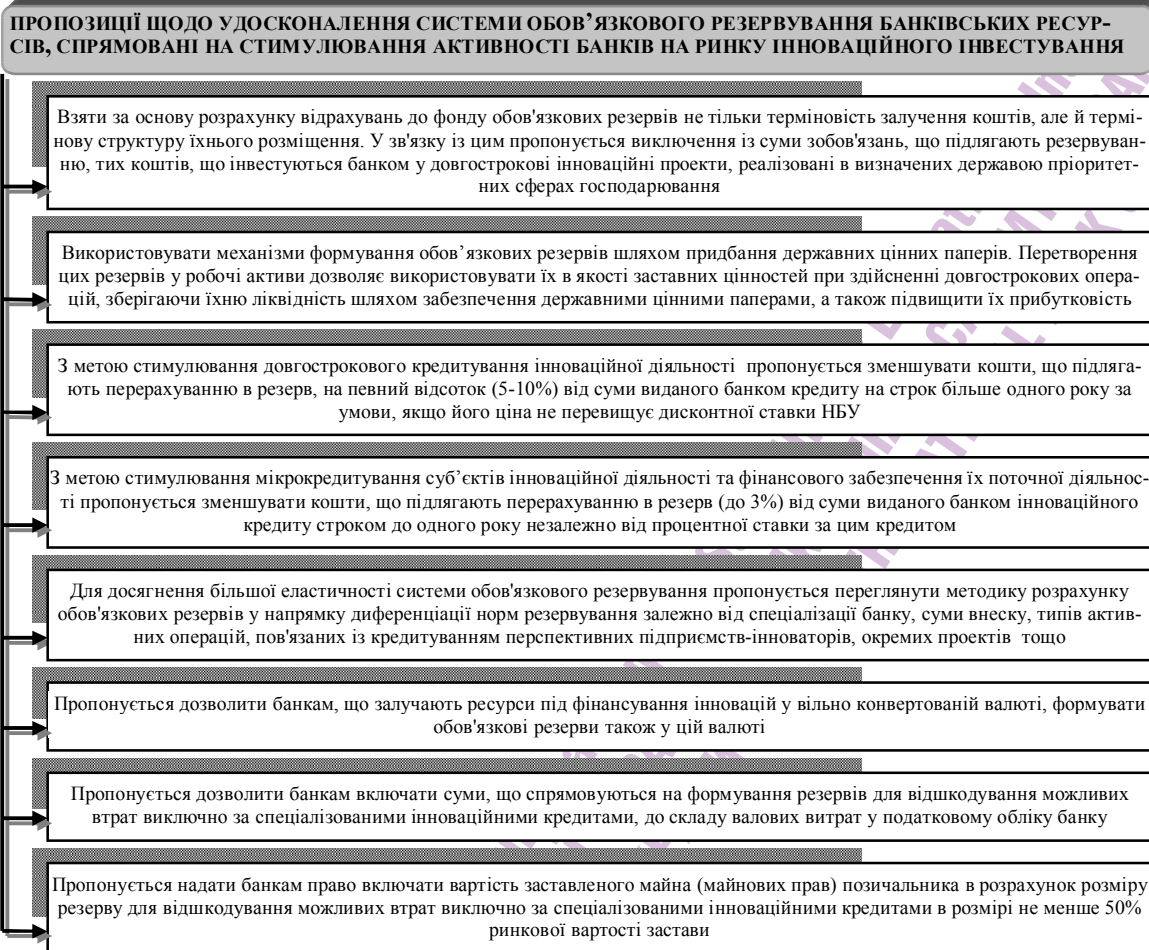 ПРОПОЗИЦІЇ ЩОДО УДОСКОНАЛЕННЯ СИСТЕМИ ОБОВ’ЯЗКОВОГО РЕЗЕРВУВАННЯ БАНКІВСЬКИХ РЕСУР-
СІВ, СПРЯМОВАНІ НА СТИМУЛЮВАННЯ АКТИВНОСТІ БАНКІВ НА РИНКУ ІННОВАЦІЙНОГО ІНВЕСТУВАННЯ
Взяти за основу розрахунку відрахувань до фонду обов'язкових резервів не тільки терміновість залучення коштів, але й термі-
нову структуру їхнього розміщення. У зв'язку із цим пропонується виключення із суми зобов'язань, що підлягають резервуван-
ню, тих коштів, що інвестуються банком у довгострокові інноваційні проекти, реалізовані в визначених державою пріоритет-
них сферах господарювання
Використовувати механізми формування обов’язкових резервів шляхом придбання державних цінних паперів. Перетворення
цих резервів у робочі активи дозволяє використовувати їх в якості заставних цінностей при здійсненні довгострокових опера-
цій, зберігаючи їхню ліквідність шляхом забезпечення державними цінними паперами, а також підвищити їх прибутковість
З метою стимулювання довгострокового кредитування інноваційної діяльності пропонується зменшувати кошти, що підляга-
ють перерахуванню в резерв, на певний відсоток (5-10%) від суми виданого банком кредиту на строк більше одного року за
умови, якщо його ціна не перевищує дисконтної ставки НБУ
З метою стимулювання мікрокредитування суб’єктів інноваційної діяльності та фінансового забезпечення їх поточної діяльнос-
ті пропонується зменшувати кошти, що підлягають перерахуванню в резерв (до 3%) від суми виданого банком інноваційного
кредиту строком до одного року незалежно від процентної ставки за цим кредитом
Для досягнення більшої еластичності системи обов'язкового резервування пропонується переглянути методику розрахунку
обов'язкових резервів у напрямку диференціації норм резервування залежно від спеціалізації банку, суми внеску, типів актив-
них операцій, пов'язаних із кредитуванням перспективних підприємств-інноваторів, окремих проектів тощо
Пропонується дозволити банкам, що залучають ресурси під фінансування інновацій у вільно конвертованій валюті, формувати
обов'язкові резерви також у цій валюті
Пропонується дозволити банкам включати суми, що спрямовуються на формування резервів для відшкодування можливих
втрат виключно за спеціалізованими інноваційними кредитами, до складу валових витрат у податковому обліку банку
Пропонується надати банкам право включати вартість заставленого майна (майнових прав) позичальника в розрахунок розміру
резерву для відшкодування можливих втрат виключно за спеціалізованими інноваційними кредитами в розмірі не менше 50%
ринкової вартості застави